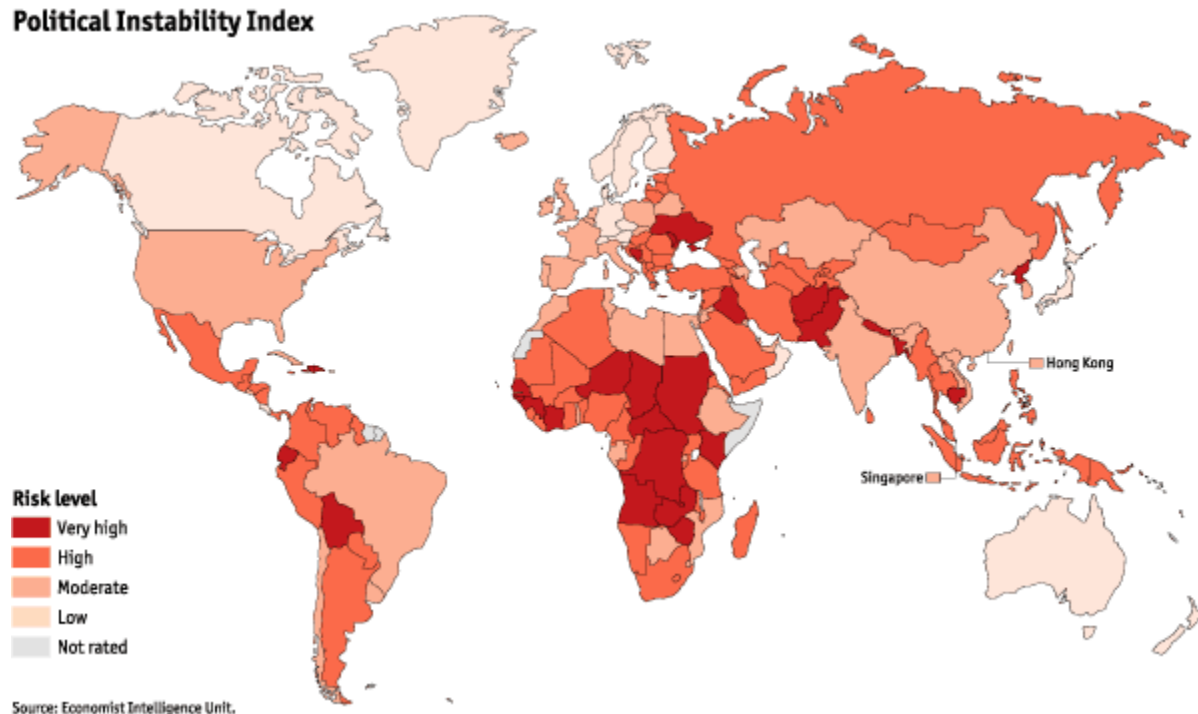 Political Instability Index
Hong Kong
Singapore
Risk level
Very high
High
Moderate
Low
Not rated
Source: Economist Intelligence Unit.